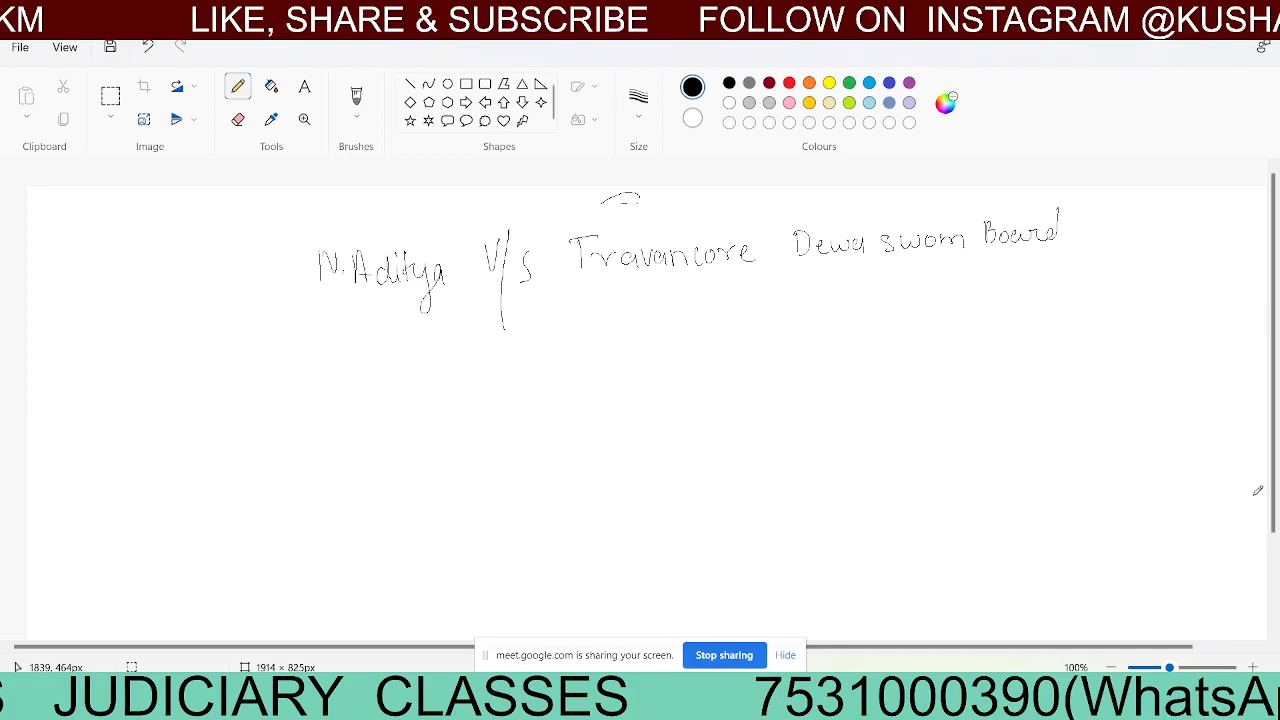 KM LIKE, SHARE & SUBSCRIBE FOLLOW ON INSTAGRAM @KUSHA
File View
Clipboard Image Tools Brushes Shapes Size Colours
N. Aditya V/s Travancore Dewaswom Board
meet.google.com is sharing your screen. Stop sharing Hide
1839, 464px 1914 × 825px 100%
S JUDICIARY CLASSES 7531000390(WhatsA